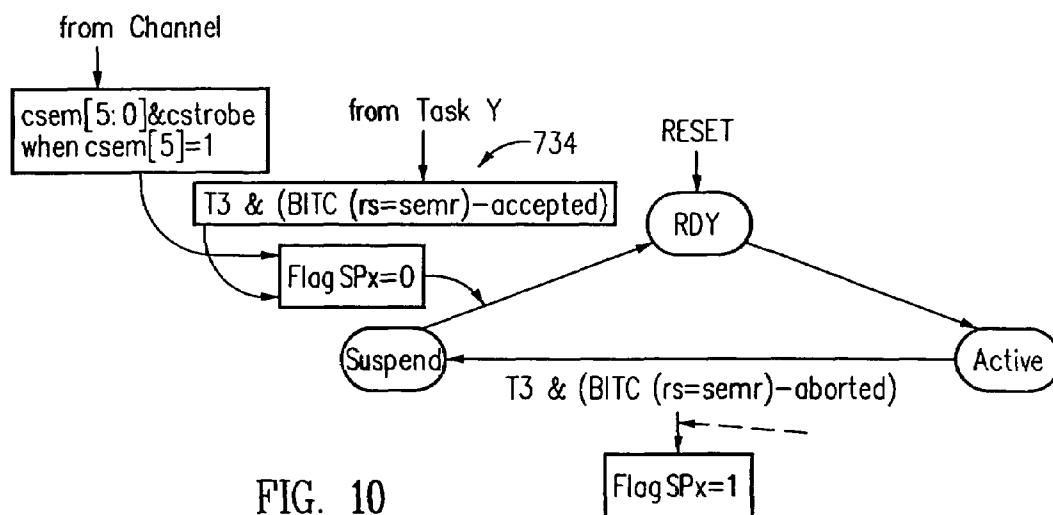 from Channel
csem[5:0]&cstrobe
when csem[5]=1
from Task Y
734
RESET
T3 & (BITC (rs=semr)-accepted)
RDY
Flag SPx=0
Suspend
Active
T3 & (BITC (rs=semr)-aborted)
Flag SPx=1
FIG. 10